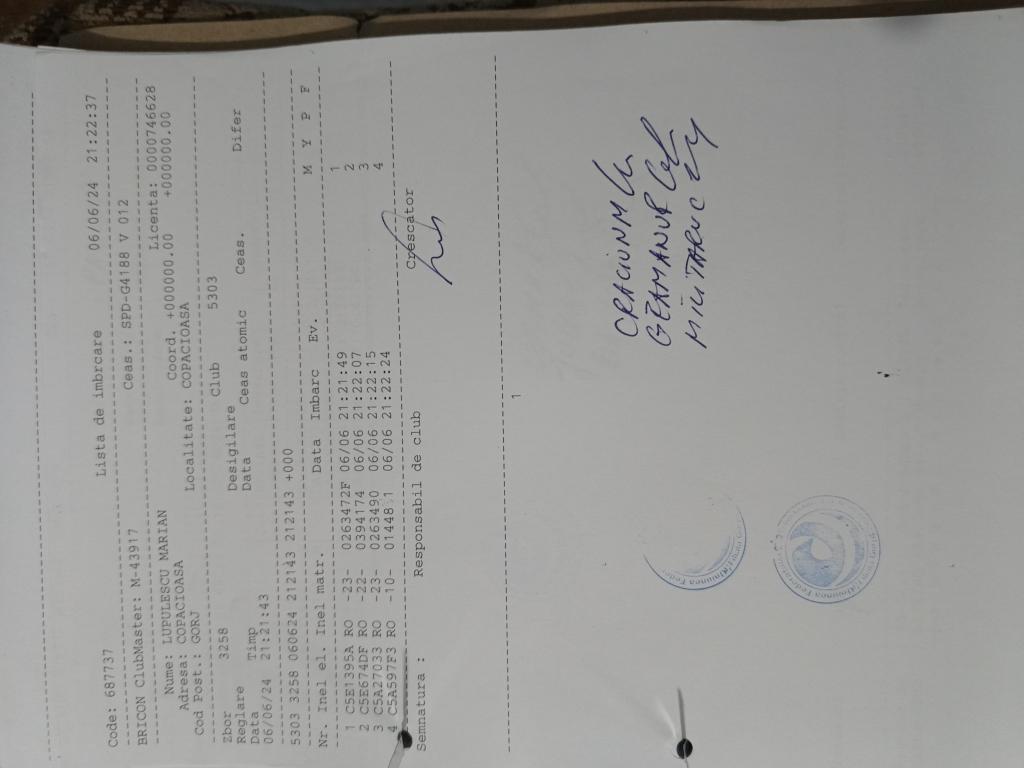 Lista de imbrcare 06/06/24 21:22:37
Code: 687737
BRICON ClubMaster: M-43917 Ceas.: SPD-G4188 V 012
Licenta: 0000746628
Nume: LUPULESCU MARIAN Coord. +000000.00 +000000.00
Adresa: COPACIOASA Localitate: COPACIOASA
Cod Post.: GORJ
Zbor 3258 Club 5303
Reglare Desigilare
Data Timp Data Ceas atomic Ceas. Difer
06/06/24 21:21:43
5303 3258 060624 212143 212143 +000
Nr. Inel el. Inel matr. Data Imbarc Ev. M Y P F
1 C5E1395A RO -23- 0263472F 06/06 21:21:49 1
2 C5E674DF RO -22- 0394174 06/06 21:22:07 2
3 C5A27033 RO -23- 0263490 06/06 21:22:15 3
4 C5A597F3 RO -10- 06/06 21:22:24 4
Semnatura : Responsabil de club Crescator
1
CRACIUN M
GEAMANUR
MILITARUC